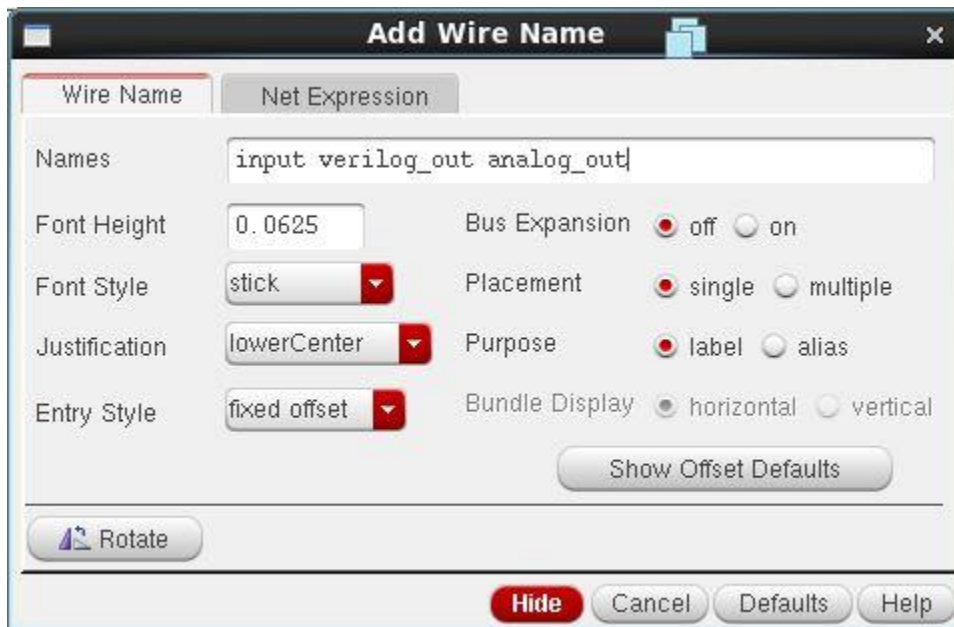 Add Wire Name
Wire Name Net Expression
Names input verilog_out analog_out
Font Height 0.0625 Bus Expansion off on
Font Style stick Placement single multiple
Justification lowerCenter Purpose label alias
Entry Style fixed offset Bundle Display horizontal vertical
Show Offset Defaults
Rotate
Hide Cancel Defaults Help